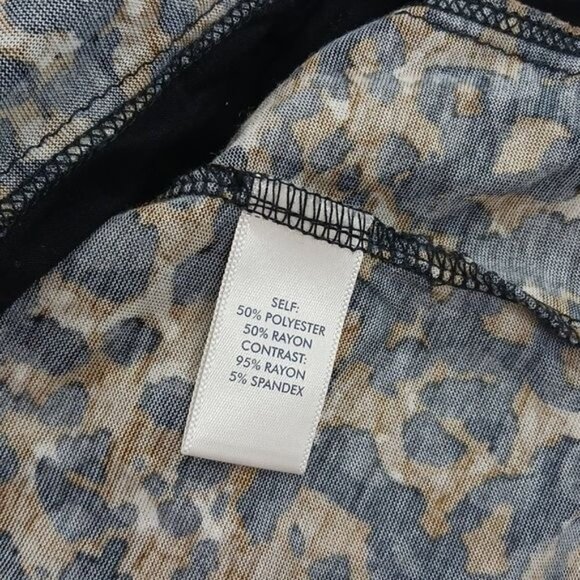 SELF:
50% POLYESTER
50% RAYON
CONTRAST:
95% RAYON
5% SPANDEX